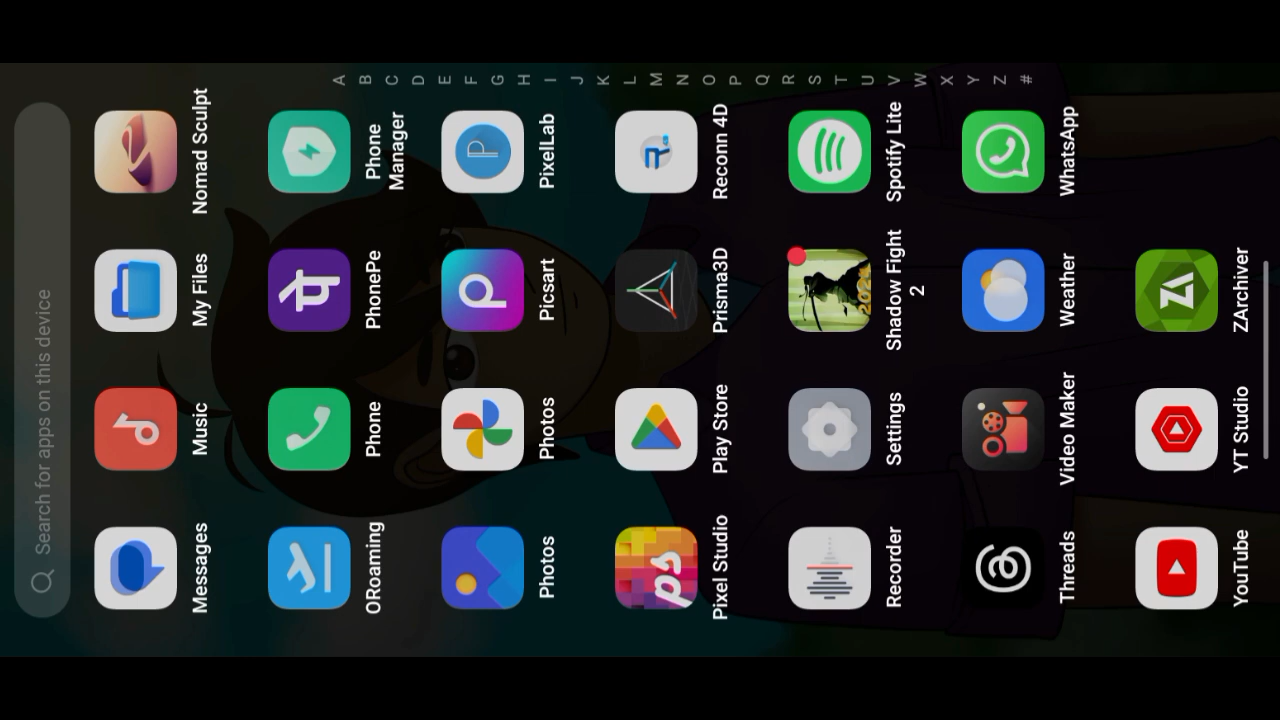 Search for apps on this device
Messages
Music
My Files
Nomad Sculpt
ORoaming
Phone
PhonePe
Phone
Manager
Photos
Photos
Picsart
PixelLab
ps
Pixel Studio
Play Store
Prisma3D
Reconn 4D
Recorder
Settings
Shadow Fight
2
Spotify Lite
Threads
Video Maker
Weather
WhatsApp
YouTube
YT Studio
ZArchiver
A
B
C
D
E
F
G
H
I
J
K
L
M
N
O
P
Q
R
S
T
U
V
W
X
Y
Z
#